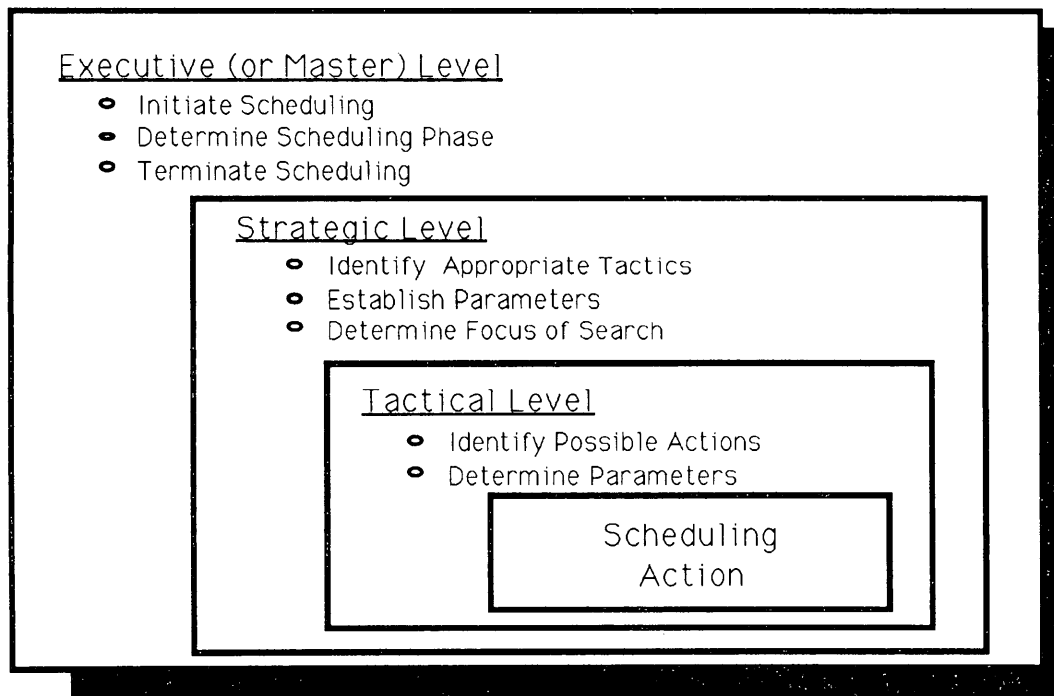 Executive (or Master) Level
Initiate Scheduling
Determine Scheduling Phase
Terminate Scheduling
Strategic Level
Identify Appropriate Tactics
Establish Parameters
Determine Focus of Search
Tactical Level
Identify Possible Actions
Determine Parameters
Scheduling
Action